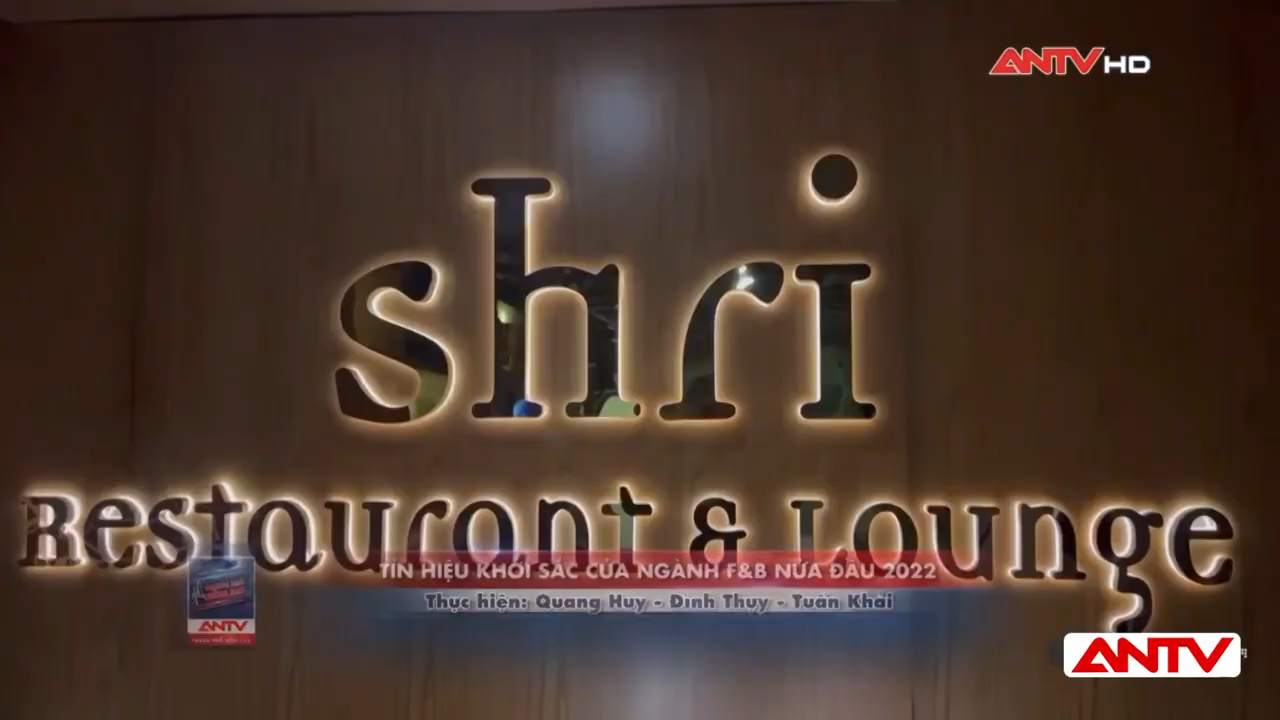 ANTV HD
shri
Restaurant & Lounge
TÍN HIỆU KHỞI SẮC CỦA NGÀNH F&B NỬA ĐẦU 2022
Thực hiện: Quang Huy - Đình Thụy - Tuấn Khải
ANTV
ANTV